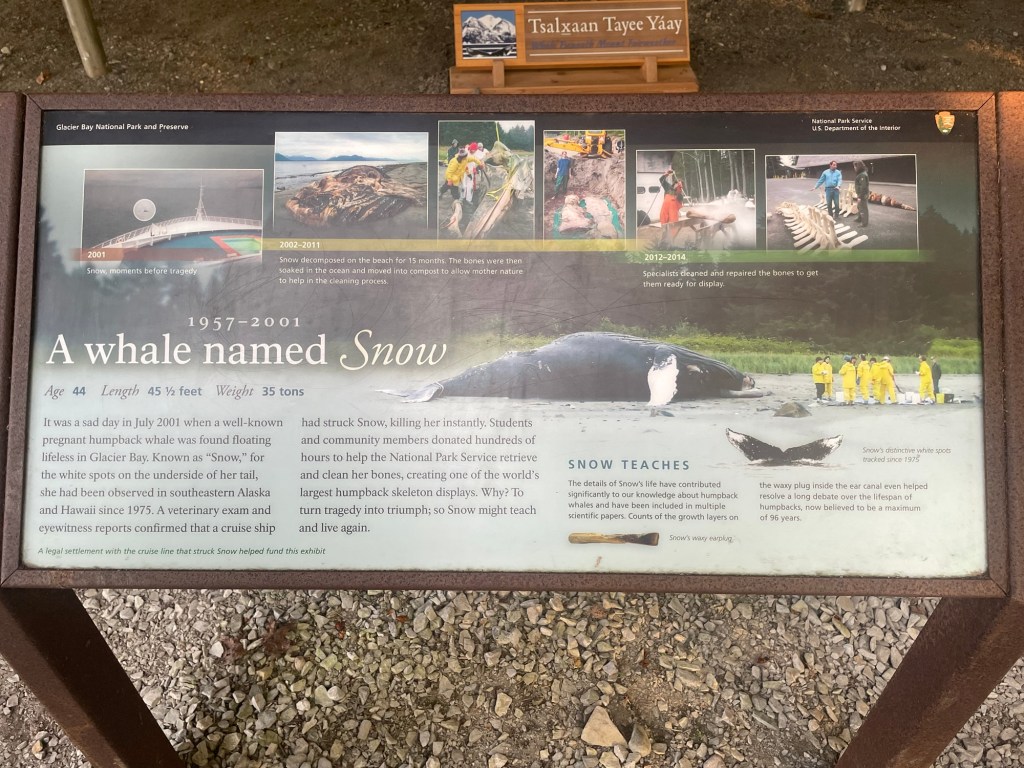 Tsalx̱aan Tayee Yáay
Glacier Bay National Park and Preserve
National Park Service
U.S. Department of the Interior
2001
Snow, moments before tragedy
2002–2011
Snow decomposed on the beach for 15 months. The bones were then
soaked in the ocean and moved into compost to allow mother nature
to help in the cleaning process.
2012–2014
Specialists cleaned and repaired the bones to get
them ready for display.
1957–2001
A whale named Snow
Age 44 Length 45 ½ feet Weight 35 tons
It was a sad day in July 2001 when a well-known
pregnant humpback whale was found floating
lifeless in Glacier Bay. Known as “Snow,” for
the white spots on the underside of her tail,
she had been observed in southeastern Alaska
and Hawaii since 1975. A veterinary exam and
eyewitness reports confirmed that a cruise ship
had struck Snow, killing her instantly. Students
and community members donated hundreds of
hours to help the National Park Service retrieve
and clean her bones, creating one of the world’s
largest humpback skeleton displays. Why? To
turn tragedy into triumph; so Snow might teach
and live again.
A legal settlement with the cruise line that struck Snow helped fund this exhibit
SNOW TEACHES
The details of Snow’s life have contributed
significantly to our knowledge about humpback
whales and have been included in multiple
scientific papers. Counts of the growth layers on
the waxy plug inside the ear canal even helped
resolve a long debate over the lifespan of
humpbacks, now believed to be a maximum
of 96 years.
Snow’s distinctive white spots
tracked since 1975
Snow’s waxy earplug.